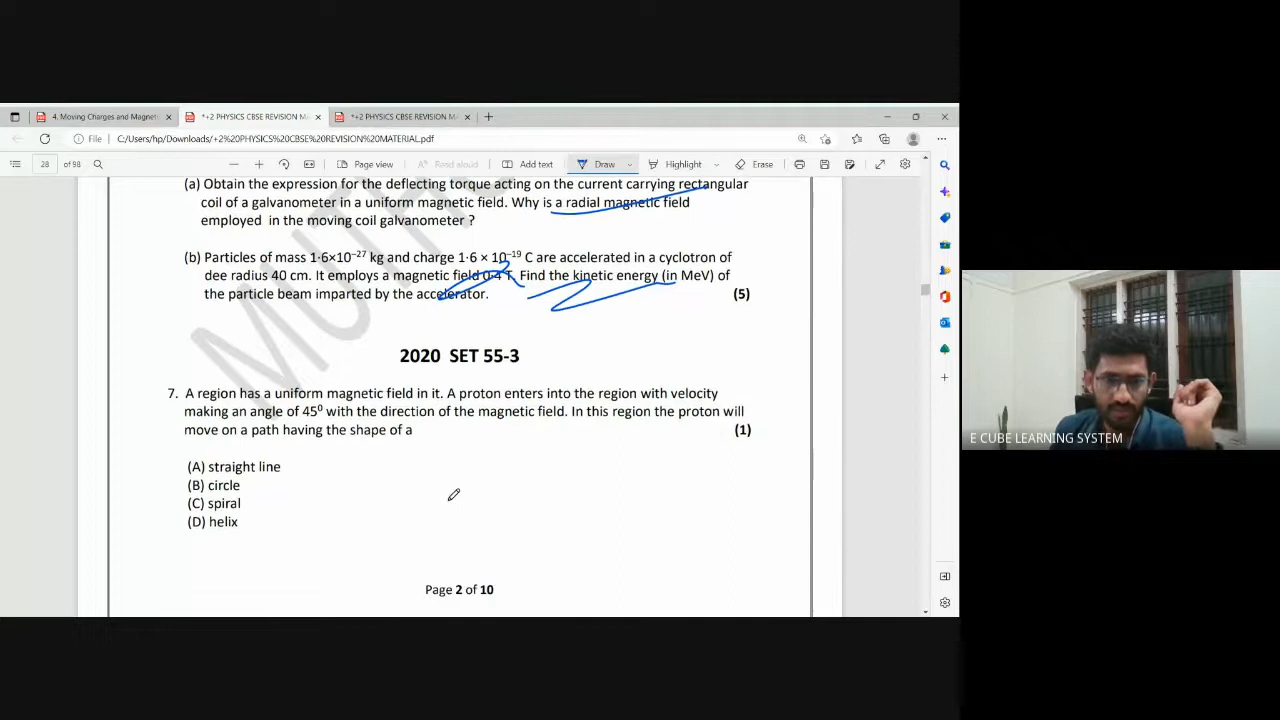 4. Moving Charges and Magnet
*+2 PHYSICS CBSE REVISION MA
*+2 PHYSICS CBSE REVISION MA
File
C:/Users/hp/Downloads/+2%20PHYSICS%20CBSE%20REVISION%20MATERIAL.pdf
28 of 98
Page view
Read aloud
Add text
Draw
Highlight
Erase
(a) Obtain the expression for the deflecting torque acting on the current carrying rectangular
coil of a galvanometer in a uniform magnetic field. Why is a radial magnetic field
employed in the moving coil galvanometer ?
(b) Particles of mass 1·6×10⁻²⁷ kg and charge 1·6 × 10⁻¹⁹ C are accelerated in a cyclotron of
dee radius 40 cm. It employs a magnetic field 0·4 T. Find the kinetic energy (in MeV) of
the particle beam imparted by the accelerator. (5)
2020 SET 55-3
7. A region has a uniform magnetic field in it. A proton enters into the region with velocity
making an angle of 45⁰ with the direction of the magnetic field. In this region the proton will
move on a path having the shape of a (1)
(A) straight line
(B) circle
(C) spiral
(D) helix
Page 2 of 10
E CUBE LEARNING SYSTEM